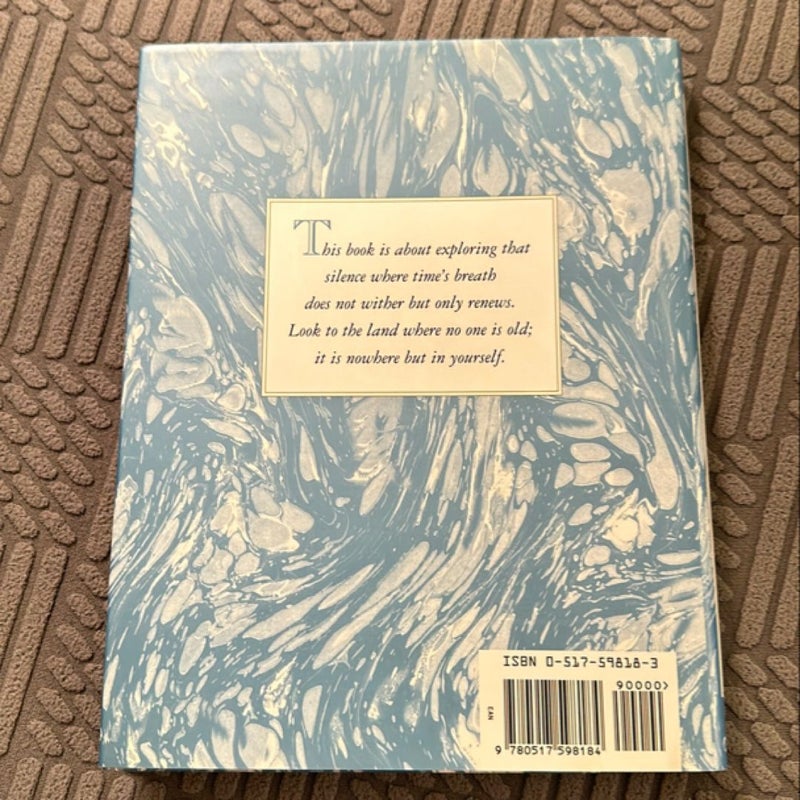 This book is about exploring that
silence where time's breath
does not wither but only renews.
Look to the land where no one is old;
it is nowhere but in yourself.
ISBN 0-517-59818-3
90000>
EAN
9 780517 598184